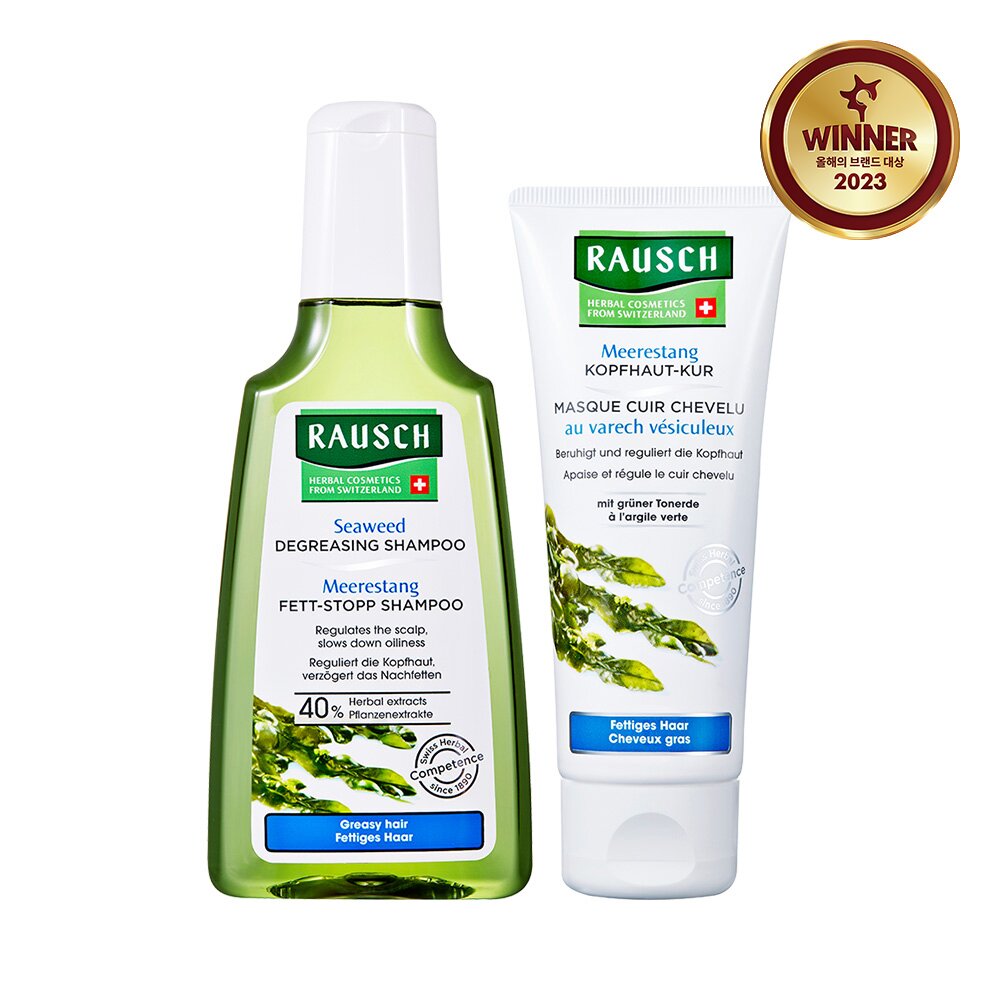 WINNER
올해의 브랜드 대상
2023
RAUSCH
HERBAL COSMETICS
FROM SWITZERLAND
Seaweed
DEGREASING SHAMPOO
Meerestang
FETT-STOPP SHAMPOO
Regulates the scalp,
slows down oiliness
Reguliert die Kopfhaut,
verzögert das Nachfetten
40% Herbal extracts
Pflanzenextrakte
Swiss Herbal
Competence
since 1890
Greasy hair
Fettiges Haar
RAUSCH
HERBAL COSMETICS
FROM SWITZERLAND
Meerestang
KOPFHAUT-KUR
MASQUE CUIR CHEVELU
au varech vésiculeux
Beruhigt und reguliert die Kopfhaut
Apaise et régule le cuir chevelu
mit grüner Tonerde
à l'argile verte
Swiss Herbal
Competence
since 1890
Fettiges Haar
Cheveux gras